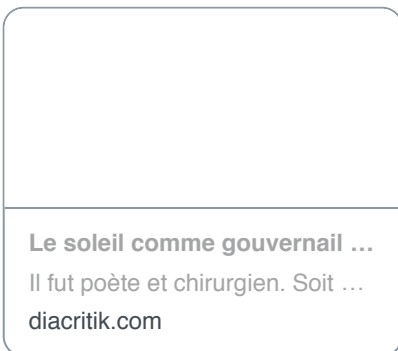 Le soleil comme gouvernail …
Il fut poète et chirurgien. Soit …
diacritik.com